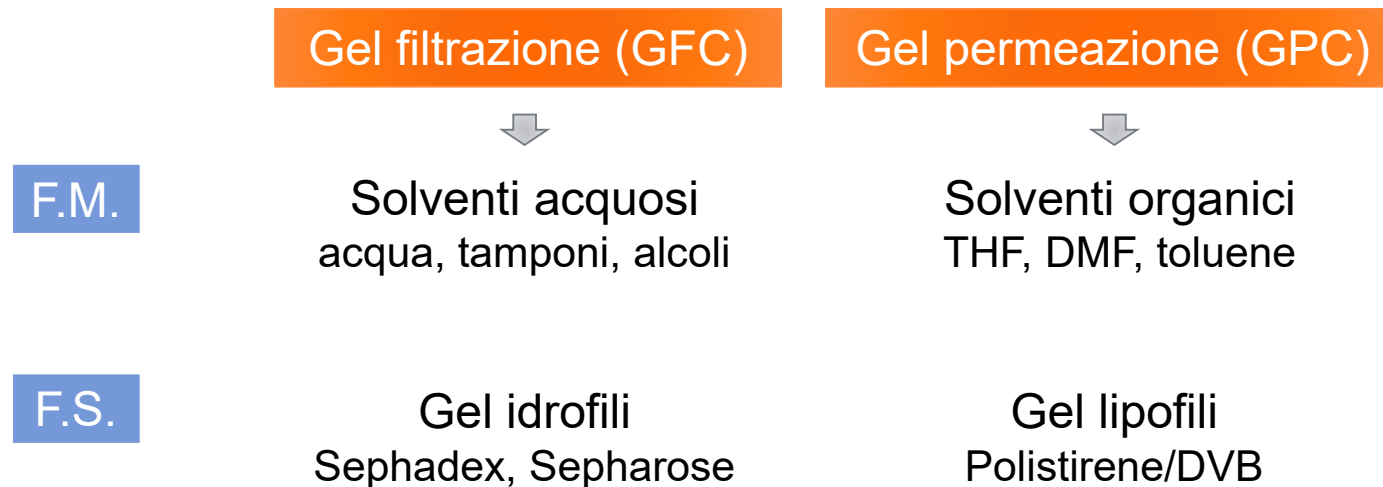 Gel filtrazione (GFC)
Gel permeazione (GPC)
F.M.
Solventi acquosi
acqua, tamponi, alcoli
Solventi organici
THF, DMF, toluene
F.S.
Gel idrofili
Sephadex, Sepharose
Gel lipofili
Polistirene/DVB